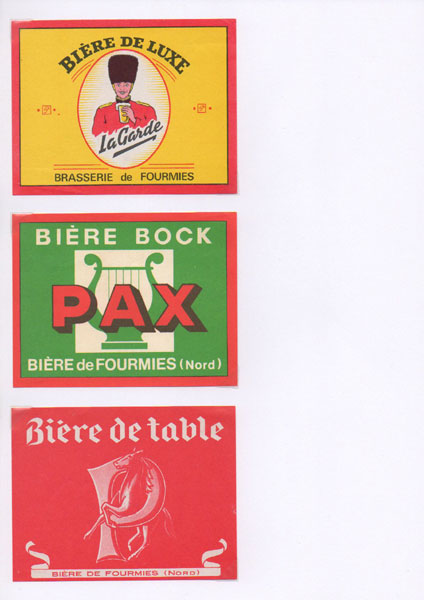 BIÈRE DE LUXE
La Garde
BRASSERIE de FOURMIES
BIÈRE BOCK
PAX
BIÈRE de FOURMIES (Nord)
Bière de table
BIÈRE DE FOURMIES (NORD)